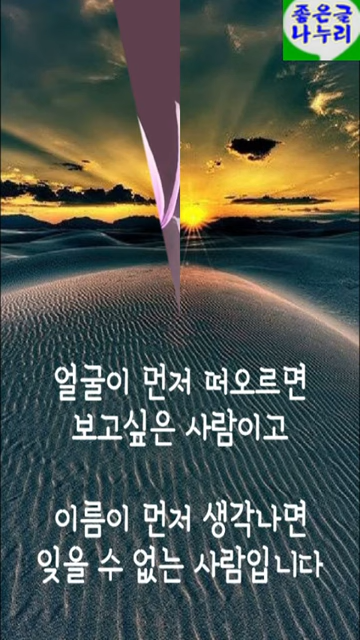 좋은글
나누리
얼굴이 먼저 떠오르면
보고싶은 사람이고
이름이 먼저 생각나면
잊을 수 없는 사람입니다